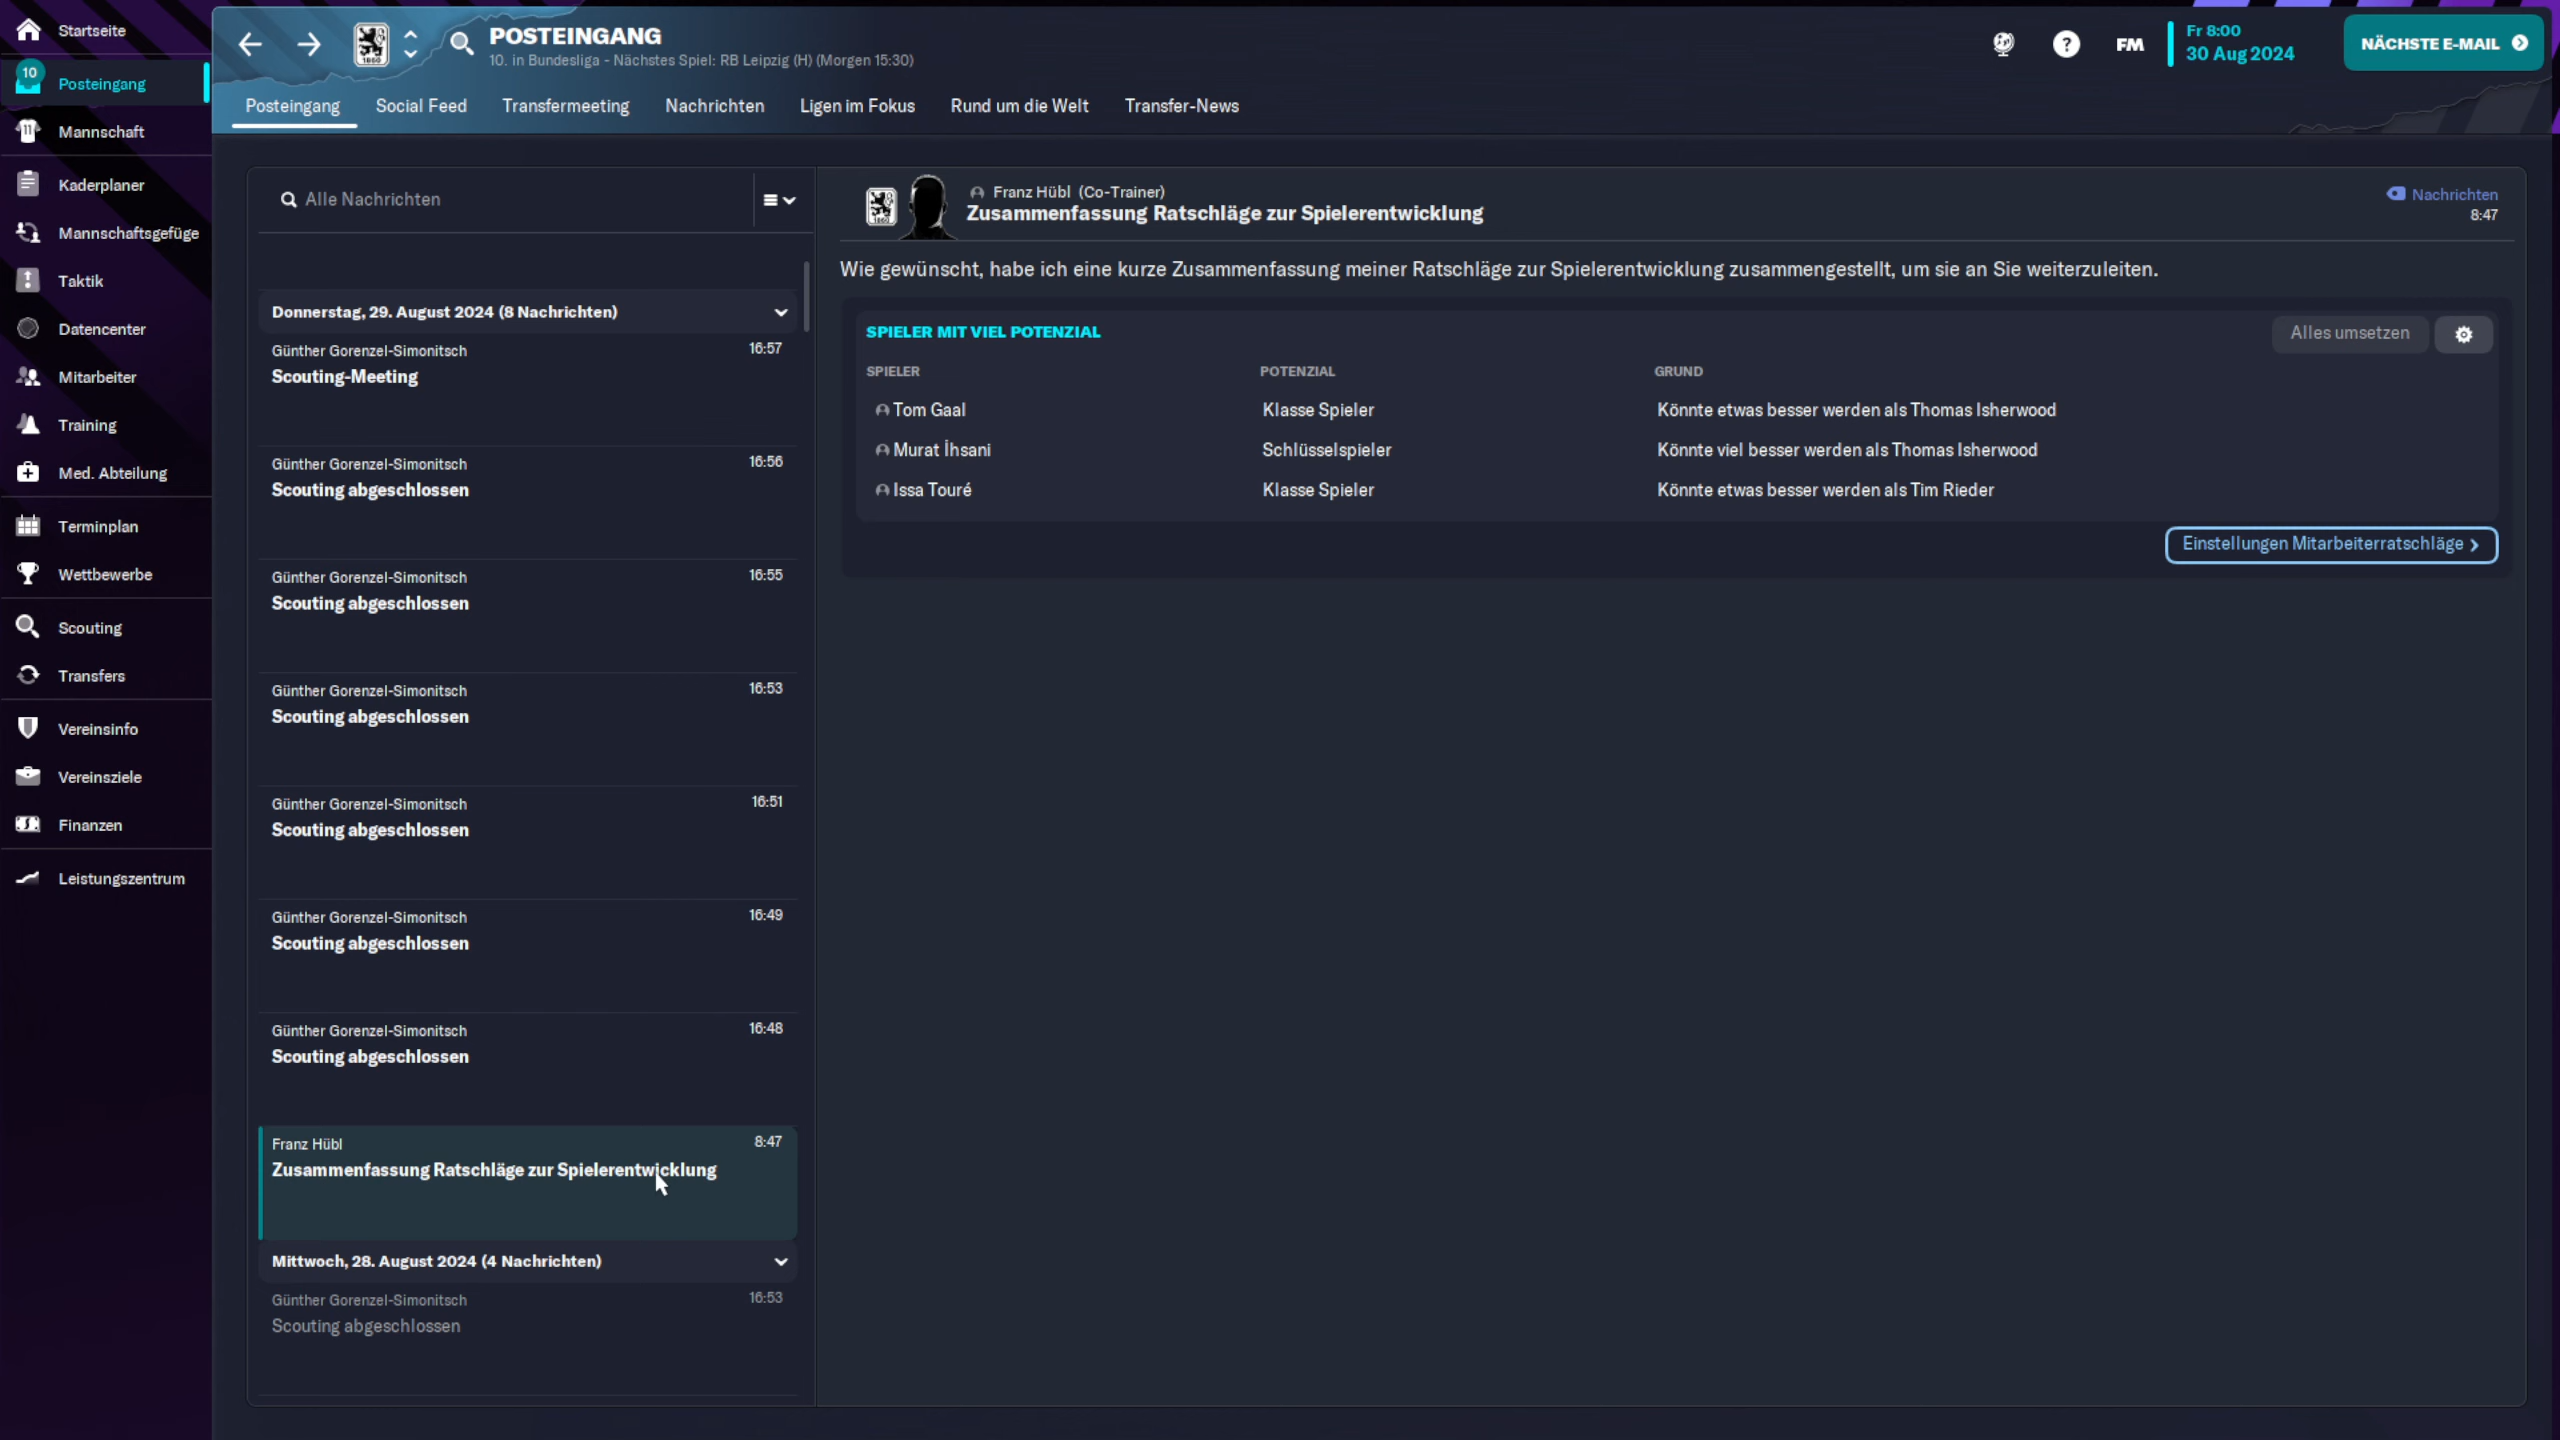 Startseite
10
Posteingang
Mannschaft
Kaderplaner
Mannschaftsgefüge
Taktik
Datencenter
Mitarbeiter
Training
Med. Abteilung
Terminplan
Wettbewerbe
Scouting
Transfers
Vereinsinfo
Vereinsziele
Finanzen
Leistungszentrum
POSTEINGANG
10. in Bundesliga - Nächstes Spiel: RB Leipzig (H) (Morgen 15:30)
FM
Fr 8:00
30 Aug 2024
NÄCHSTE E-MAIL
Posteingang Social Feed Transfermeeting Nachrichten Ligen im Fokus Rund um die Welt Transfer-News
Alle Nachrichten
Donnerstag, 29. August 2024 (8 Nachrichten)
Günther Gorenzel-Simonitsch 16:57
Scouting-Meeting
Günther Gorenzel-Simonitsch 16:56
Scouting abgeschlossen
Günther Gorenzel-Simonitsch 16:55
Scouting abgeschlossen
Günther Gorenzel-Simonitsch 16:53
Scouting abgeschlossen
Günther Gorenzel-Simonitsch 16:51
Scouting abgeschlossen
Günther Gorenzel-Simonitsch 16:49
Scouting abgeschlossen
Günther Gorenzel-Simonitsch 16:48
Scouting abgeschlossen
Franz Hübl 8:47
Zusammenfassung Ratschläge zur Spielerentwicklung
Mittwoch, 28. August 2024 (4 Nachrichten)
Günther Gorenzel-Simonitsch 16:53
Scouting abgeschlossen
Franz Hübl (Co-Trainer)
Zusammenfassung Ratschläge zur Spielerentwicklung
Nachrichten
8:47
Wie gewünscht, habe ich eine kurze Zusammenfassung meiner Ratschläge zur Spielerentwicklung zusammengestellt, um sie an Sie weiterzuleiten.
SPIELER MIT VIEL POTENZIAL
Alles umsetzen
SPIELER POTENZIAL GRUND
Tom Gaal Klasse Spieler Könnte etwas besser werden als Thomas Isherwood
Murat İhsani Schlüsselspieler Könnte viel besser werden als Thomas Isherwood
Issa Touré Klasse Spieler Könnte etwas besser werden als Tim Rieder
Einstellungen Mitarbeiterratschläge